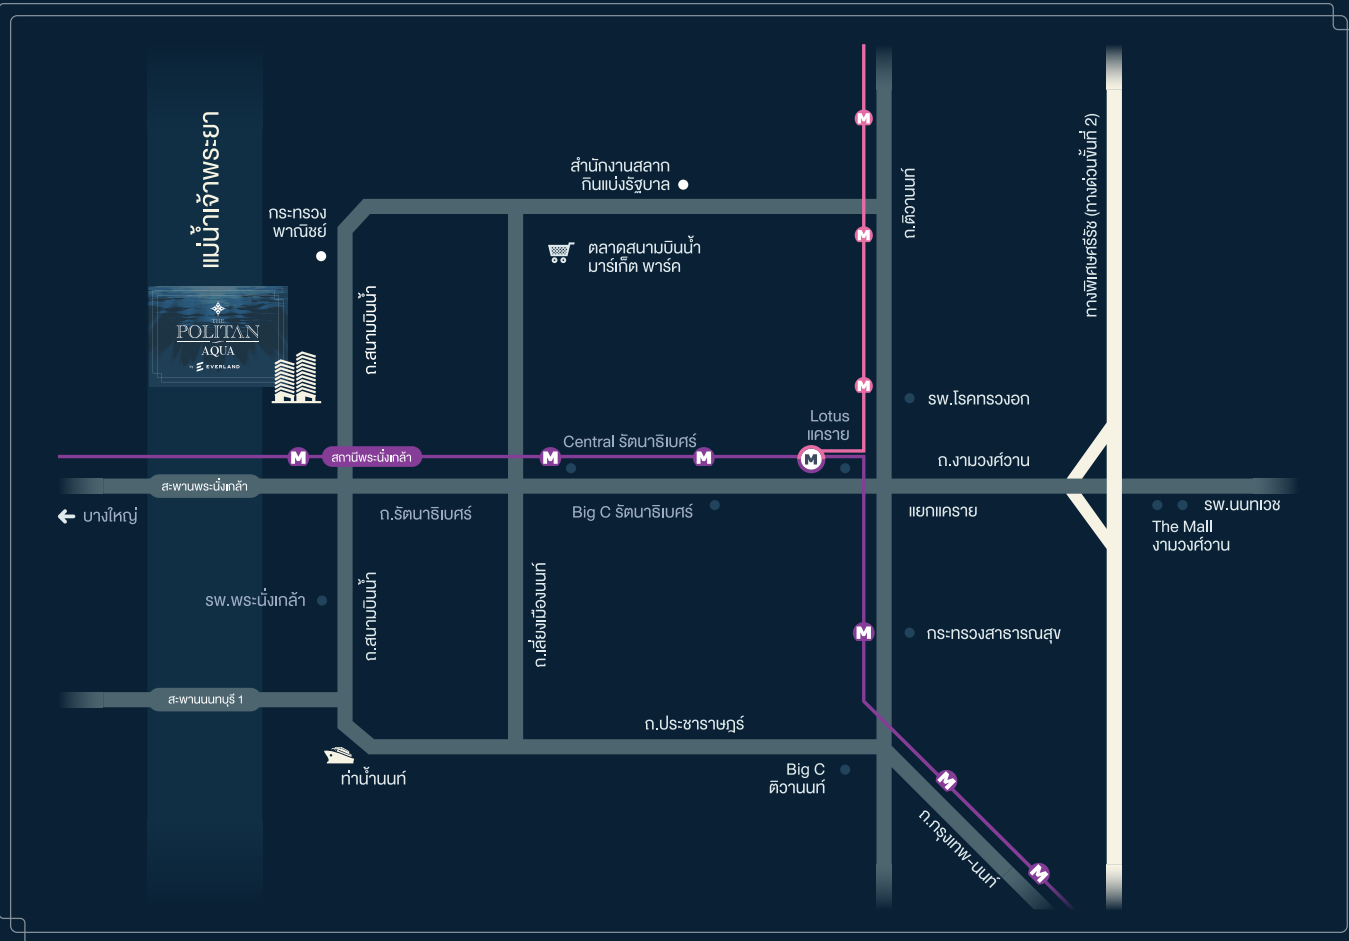 แม่น้ำเจ้าพระยา
THE
POLITAN
AQUA
by EVERLAND
กระทรวง
พาณิชย์
สำนักงานสลาก
กินแบ่งรัฐบาล
ตลาดสนามบินน้ำ
มาร์เก็ต พาร์ค
ถ.สนามบินน้ำ
M
M
M
ถ.ติวานนท์
ทางพิเศษศรีรัช (ทางด่วนขั้นที่ 2)
รพ.โรคทรวงอก
Lotus
แคราย
Central รัตนาธิเบศร์
M
สถานีพระนั่งเกล้า
M
M
M
ถ.งามวงศ์วาน
สะพานพระนั่งเกล้า
บางใหญ่
ถ.รัตนาธิเบศร์
Big C รัตนาธิเบศร์
แยกแคราย
รพ.นนทเวช
The Mall
งามวงศ์วาน
รพ.พระนั่งเกล้า
ถ.สนามบินน้ำ
ถ.เลี่ยงเมืองนนท์
M
กระทรวงสาธารณสุข
สะพานนนทบุรี 1
ถ.ประชาราษฎร์
ท่าน้ำนนท์
Big C
ติวานนท์
M
ถ.กรุงเทพ-นนท์
M